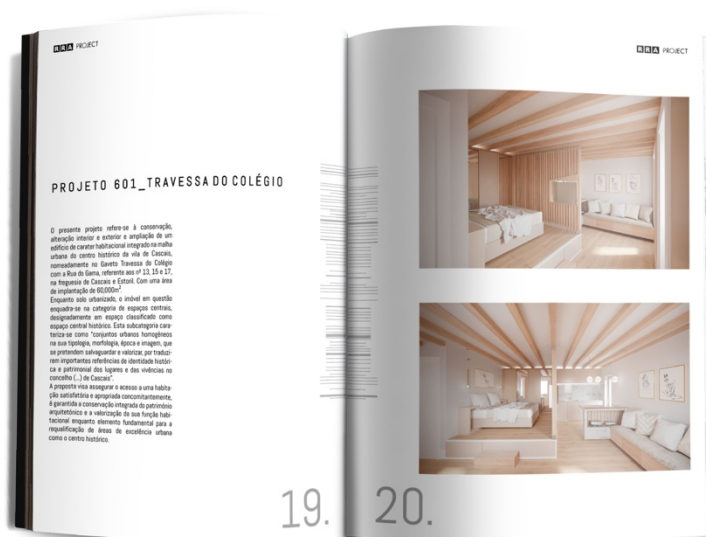 RRA PROJECT
PROJETO 601_TRAVESSA DO COLÉGIO
O presente projeto refere-se à conservação,
alteração interior e exterior e ampliação de um
edifício de carater habitacional integrado na malha
urbana do centro histórico da vila de Cascais,
nomeadamente no Gaveto Travessa do Colégio
com a Rua do Gama, referente aos nº 13, 15 e 17,
na freguesia de Cascais e Estoril. Com uma área
de implantação de 60,000m².
Enquanto solo urbanizado, o imóvel em questão
enquadra-se na categoria de espaços centrais,
designadamente em espaço classificado como
espaço central histórico. Esta subcategoria cara-
teriza-se como "conjuntos urbanos homogéneos
na sua tipologia, morfologia, época e imagem, que
se pretendem salvaguardar e valorizar, por traduzi-
rem importantes referências de identidade históri-
ca e patrimonial dos lugares e das vivências no
concelho (...) de Cascais".
A proposta visa assegurar o acesso a uma habita-
ção satisfatória e apropriada concomitantemente,
é garantida a conservação integrada do património
arquitetónico e a valorização da sua função habi-
tacional enquanto elemento fundamental para a
requalificação de áreas de excelência urbana
como o centro histórico.
19.
RRA PROJECT
20.